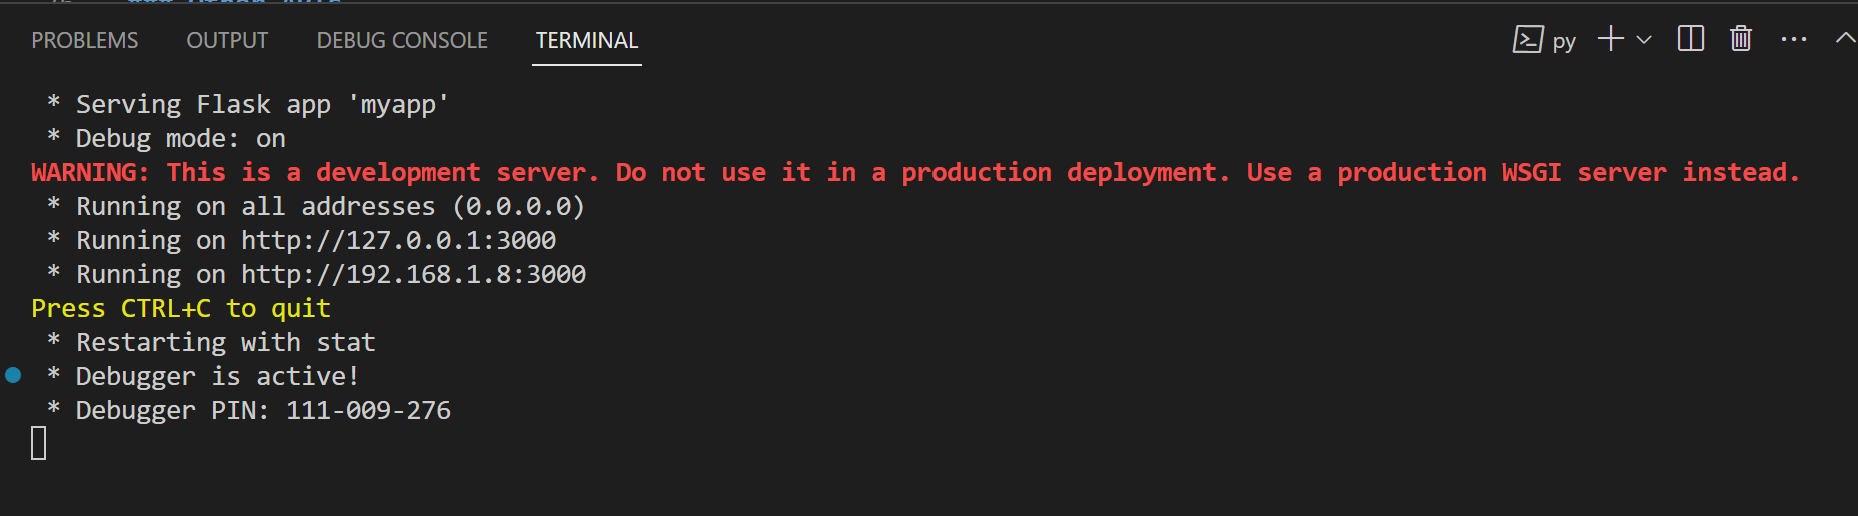 PROBLEMS OUTPUT DEBUG CONSOLE TERMINAL py
* Serving Flask app 'myapp'
* Debug mode: on
WARNING: This is a development server. Do not use it in a production deployment. Use a production WSGI server instead.
* Running on all addresses (0.0.0.0)
* Running on http://127.0.0.1:3000
* Running on http://192.168.1.8:3000
Press CTRL+C to quit
* Restarting with stat
* Debugger is active!
* Debugger PIN: 111-009-276